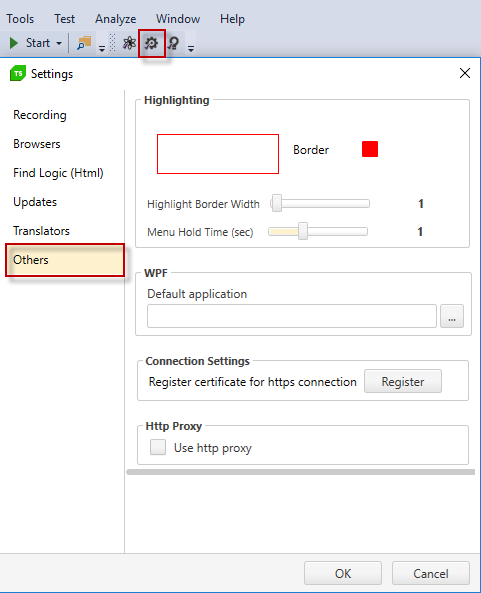 Tools Test Analyze Window Help
Start
TS Settings
Recording
Browsers
Find Logic (Html)
Updates
Translators
Others
Highlighting
Border
Highlight Border Width 1
Menu Hold Time (sec) 1
WPF
Default application
...
Connection Settings
Register certificate for https connection Register
Http Proxy
Use http proxy
OK Cancel